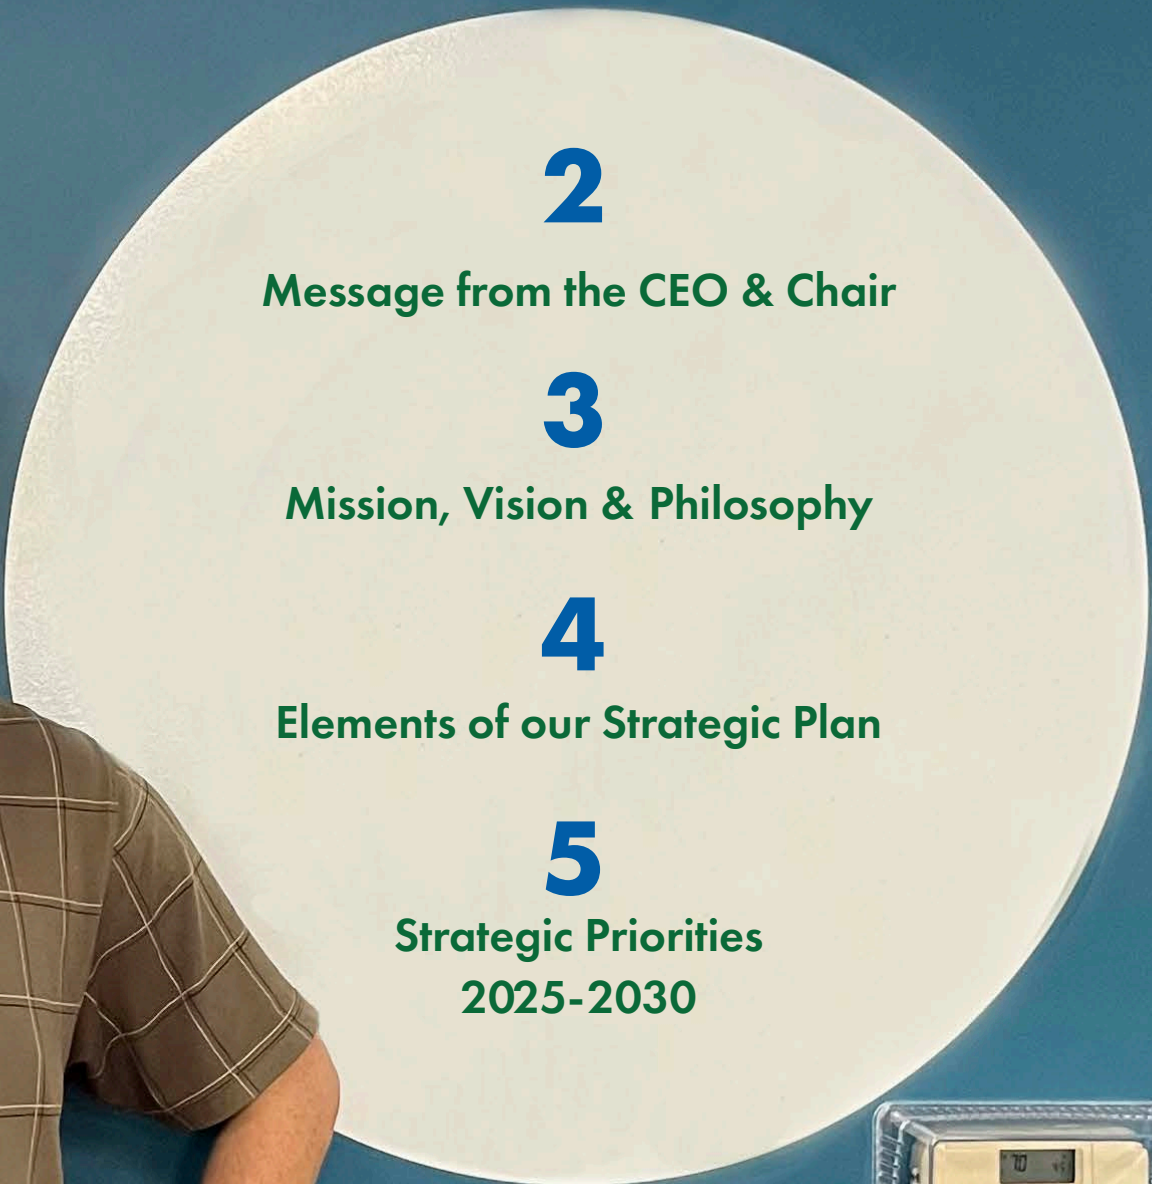 2
Message from the CEO & Chair
3
Mission, Vision & Philosophy
4
Elements of our Strategic Plan
5
Strategic Priorities
2025-2030
70